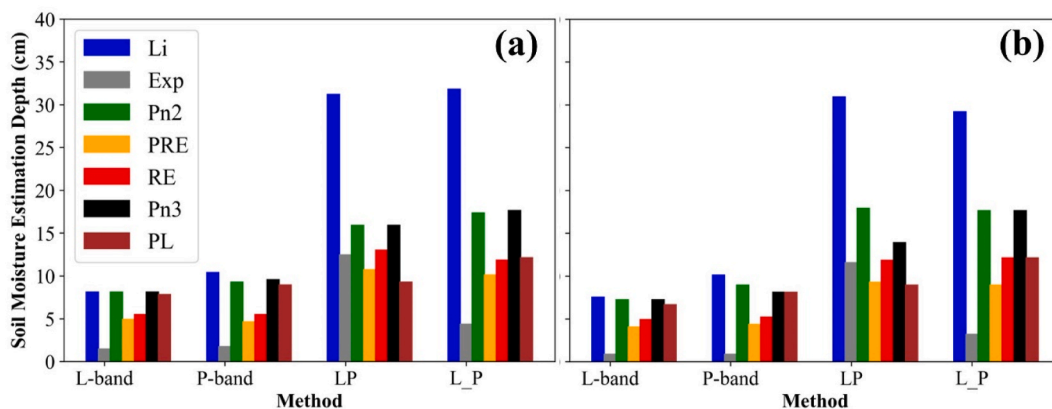 40
35
30
25
20
15
10
5
0
Soil Moisture Estimation Depth (cm)
Li
Exp
Pn2
PRE
RE
Pn3
PL
(a)
L-band P-band LP L_P
Method
(b)
L-band P-band LP L_P
Method